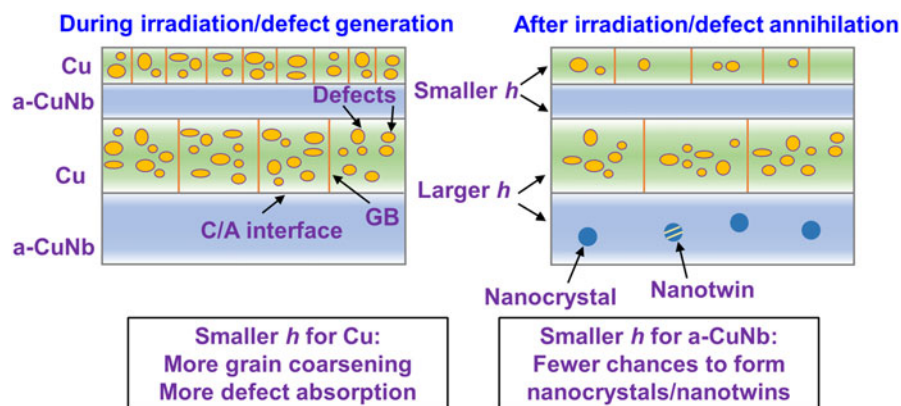 During irradiation/defect generation
After irradiation/defect annihilation
Cu
a-CuNb
Defects
Smaller h
Cu
Larger h
C/A interface
GB
a-CuNb
Nanocrystal
Nanotwin
Smaller h for Cu:
More grain coarsening
More defect absorption
Smaller h for a-CuNb:
Fewer chances to form
nanocrystals/nanotwins